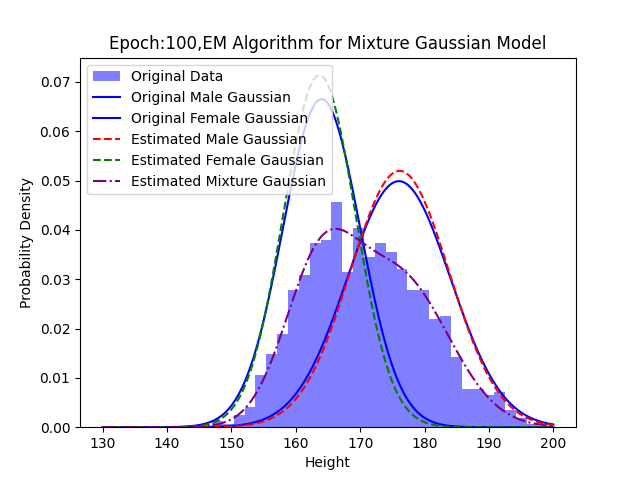 Epoch:100,EM Algorithm for Mixture Gaussian Model
Original Data
Original Male Gaussian
Original Female Gaussian
Estimated Male Gaussian
Estimated Female Gaussian
Estimated Mixture Gaussian
Probability Density
0.07
0.06
0.05
0.04
0.03
0.02
0.01
0.00
130 140 150 160 170 180 190 200
Height